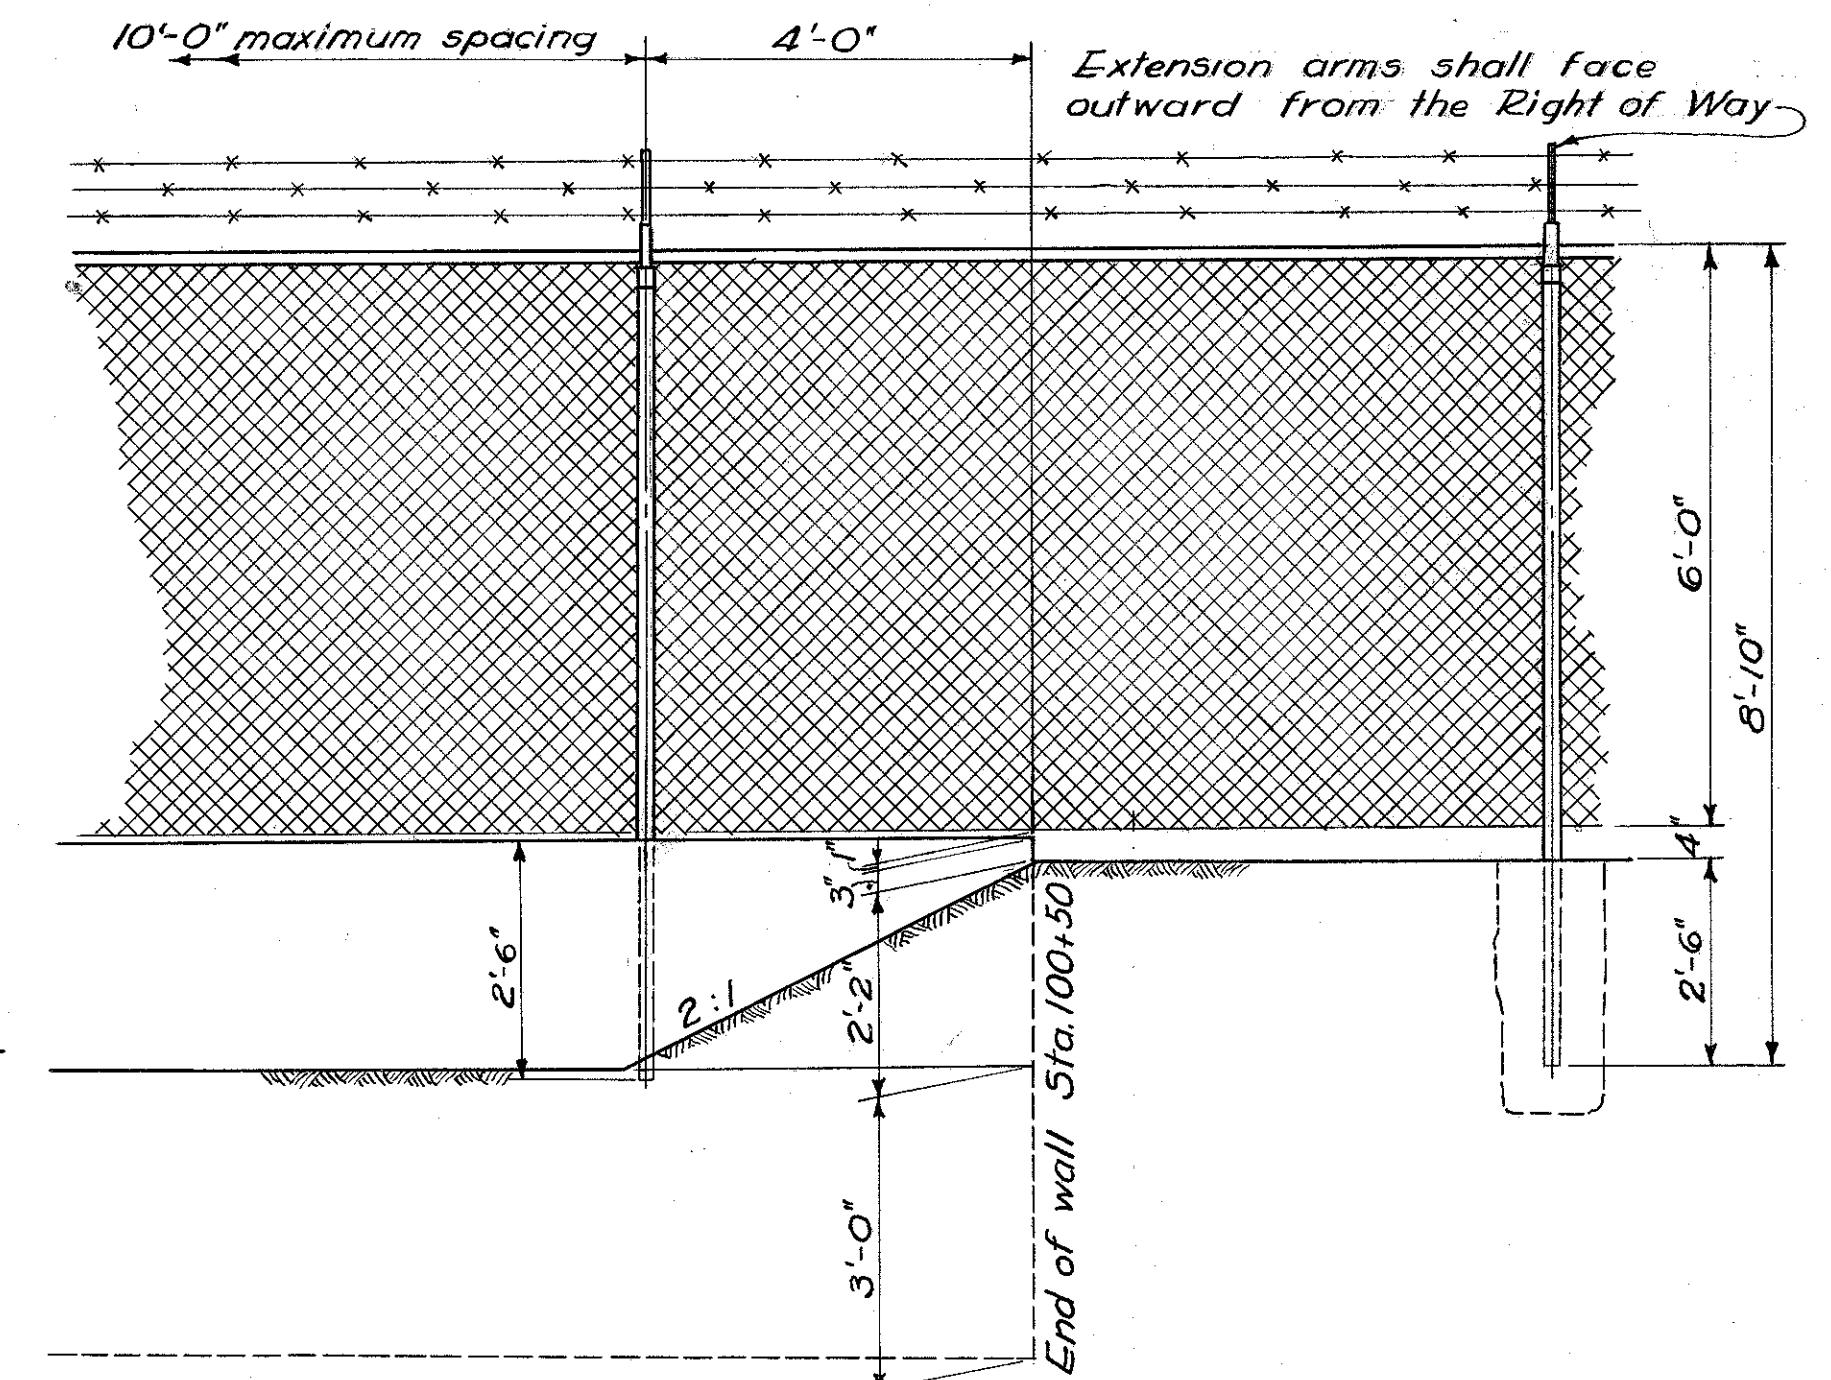 10'-0" maximum spacing
4'-0"
Extension arms shall face
outward from the Right of Way
6'-0"
8'-10"
4"
2'-6"
2'-6"
1"
3"
2:1
2'-2"
3'-0"
End of wall Sta. 100+50